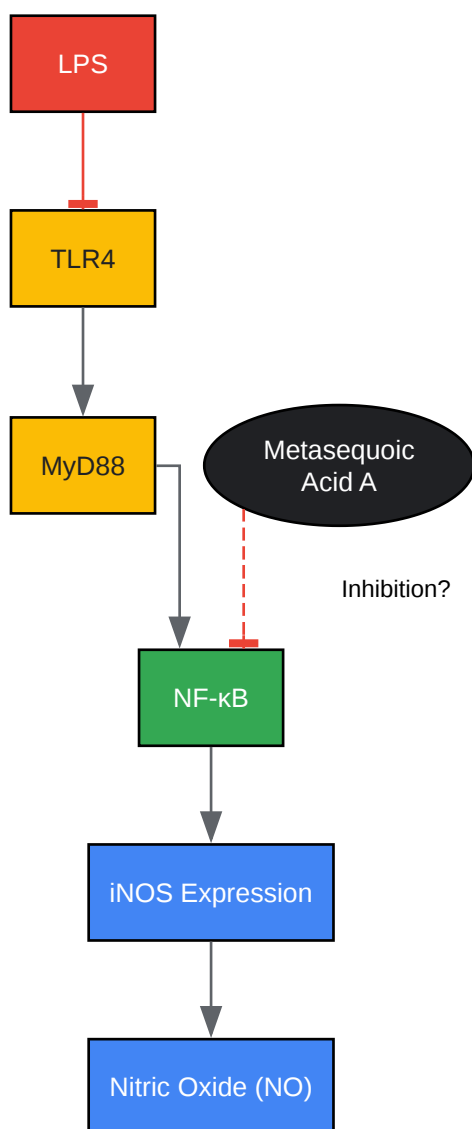 LPS
TLR4
MyD88
Metasequoic
Acid A
Inhibition?
NF-κB
iNOS Expression
Nitric Oxide (NO)